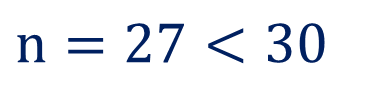 n = 27 < 30